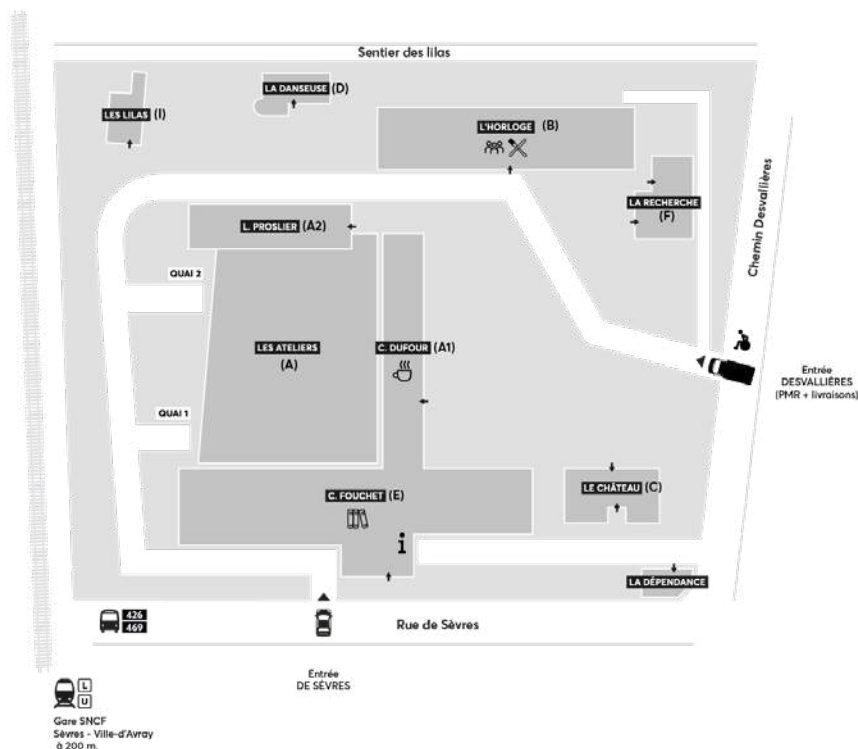 Sentier des lilas
LA DANSEUSE (D)
LES LILAS (I)
L'HORLOGE (B)
LA RECHERCHE
(F)
L. PROSLIER (A2)
Chemin Desvallières
QUAI 2
LES ATELIERS
(A)
C. DUFOUR (A1)
Entrée
DESVALLIÈRES
(PMR + livraisons)
QUAI 1
LE CHÂTEAU (C)
C. FOUCHET (E)
i
LA DÉPENDANCE
426
469
Rue de Sèvres
Entrée
DE SÈVRES
L
U
Gare SNCF
Sèvres - Ville-d'Avray
à 200 m.